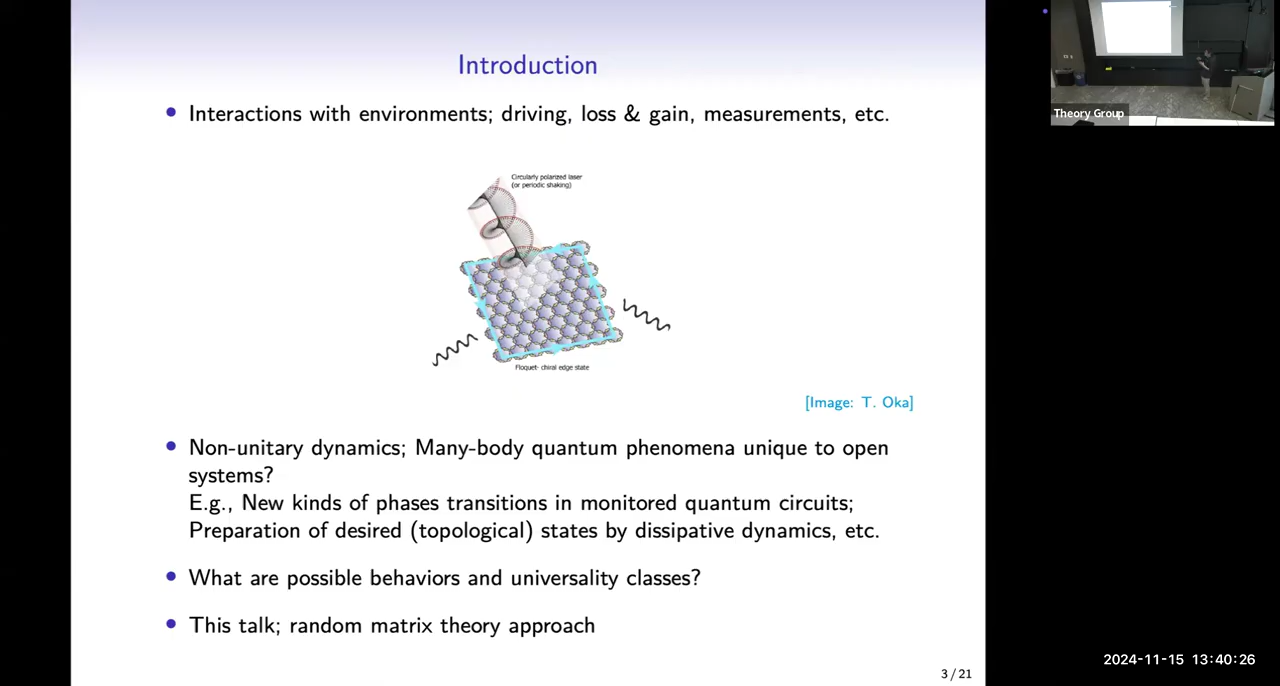 Introduction
• Interactions with environments; driving, loss & gain, measurements, etc.
Circularly polarized laser
(or periodic shaking)
Floquet- chiral edge state
[Image: T. Oka]
• Non-unitary dynamics; Many-body quantum phenomena unique to open
systems?
E.g., New kinds of phases transitions in monitored quantum circuits;
Preparation of desired (topological) states by dissipative dynamics, etc.
• What are possible behaviors and universality classes?
• This talk; random matrix theory approach
3 / 21
Theory Group
2024-11-15 13:40:26